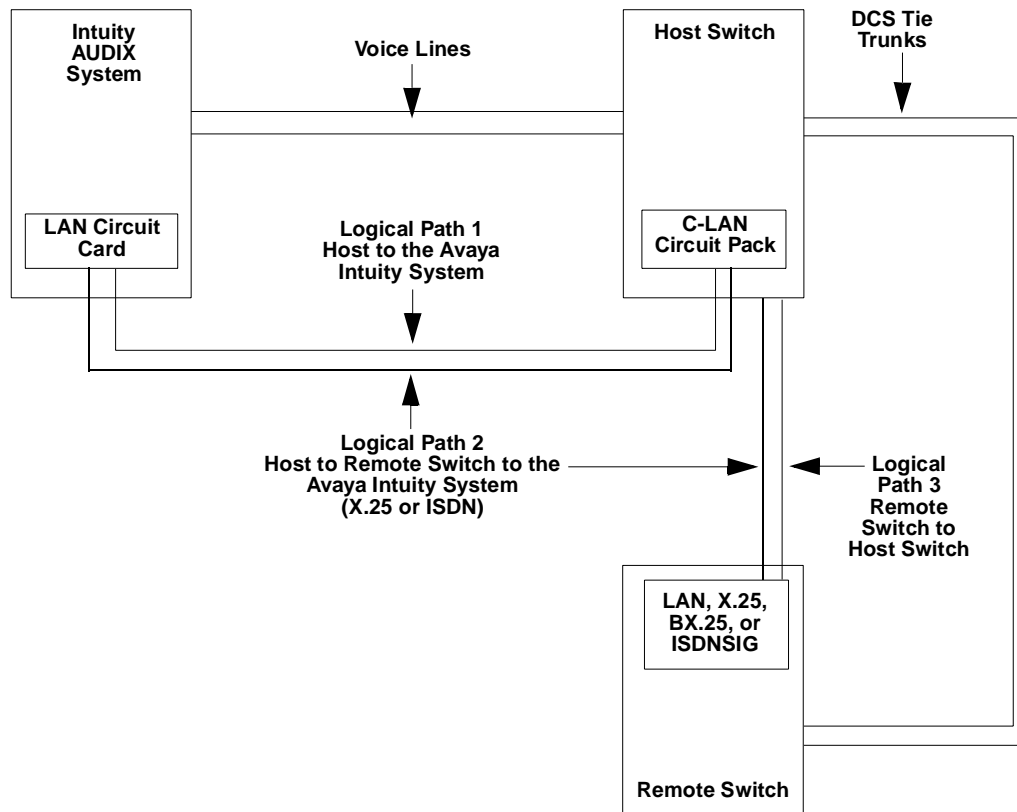 Intuity
AUDIX
System
Voice Lines
Host Switch
DCS Tie
Trunks
LAN Circuit
Card
Logical Path 1
Host to the Avaya
Intuity System
C-LAN
Circuit Pack
Logical Path 2
Host to Remote Switch to the
Avaya Intuity System
(X.25 or ISDN)
Logical
Path 3
Remote
Switch to
Host Switch
LAN, X.25,
BX.25, or
ISDNSIG
Remote Switch